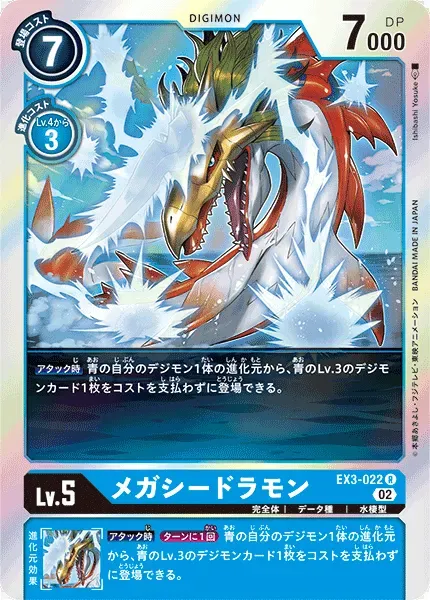 DIGIMON
登場コスト
7
進化コスト
Lv.4から
3
DP
7000
Ishibashi Yosuke
BANDAI MADE IN JAPAN
© 本郷あきよし・フジテレビ・東映アニメーション
アタック時 青の自分のデジモン1体の進化元から、青のLv.3のデジモ
ンカード1枚をコストを支払わずに登場できる。
EX3-022 R
02
Lv.5
メガシードラモン
完全体 | データ種 | 水棲型
進化元効果
アタック時 ターンに1回 青の自分のデジモン1体の進化元
から、青のLv.3のデジモンカード1枚をコストを支払わず
に登場できる。